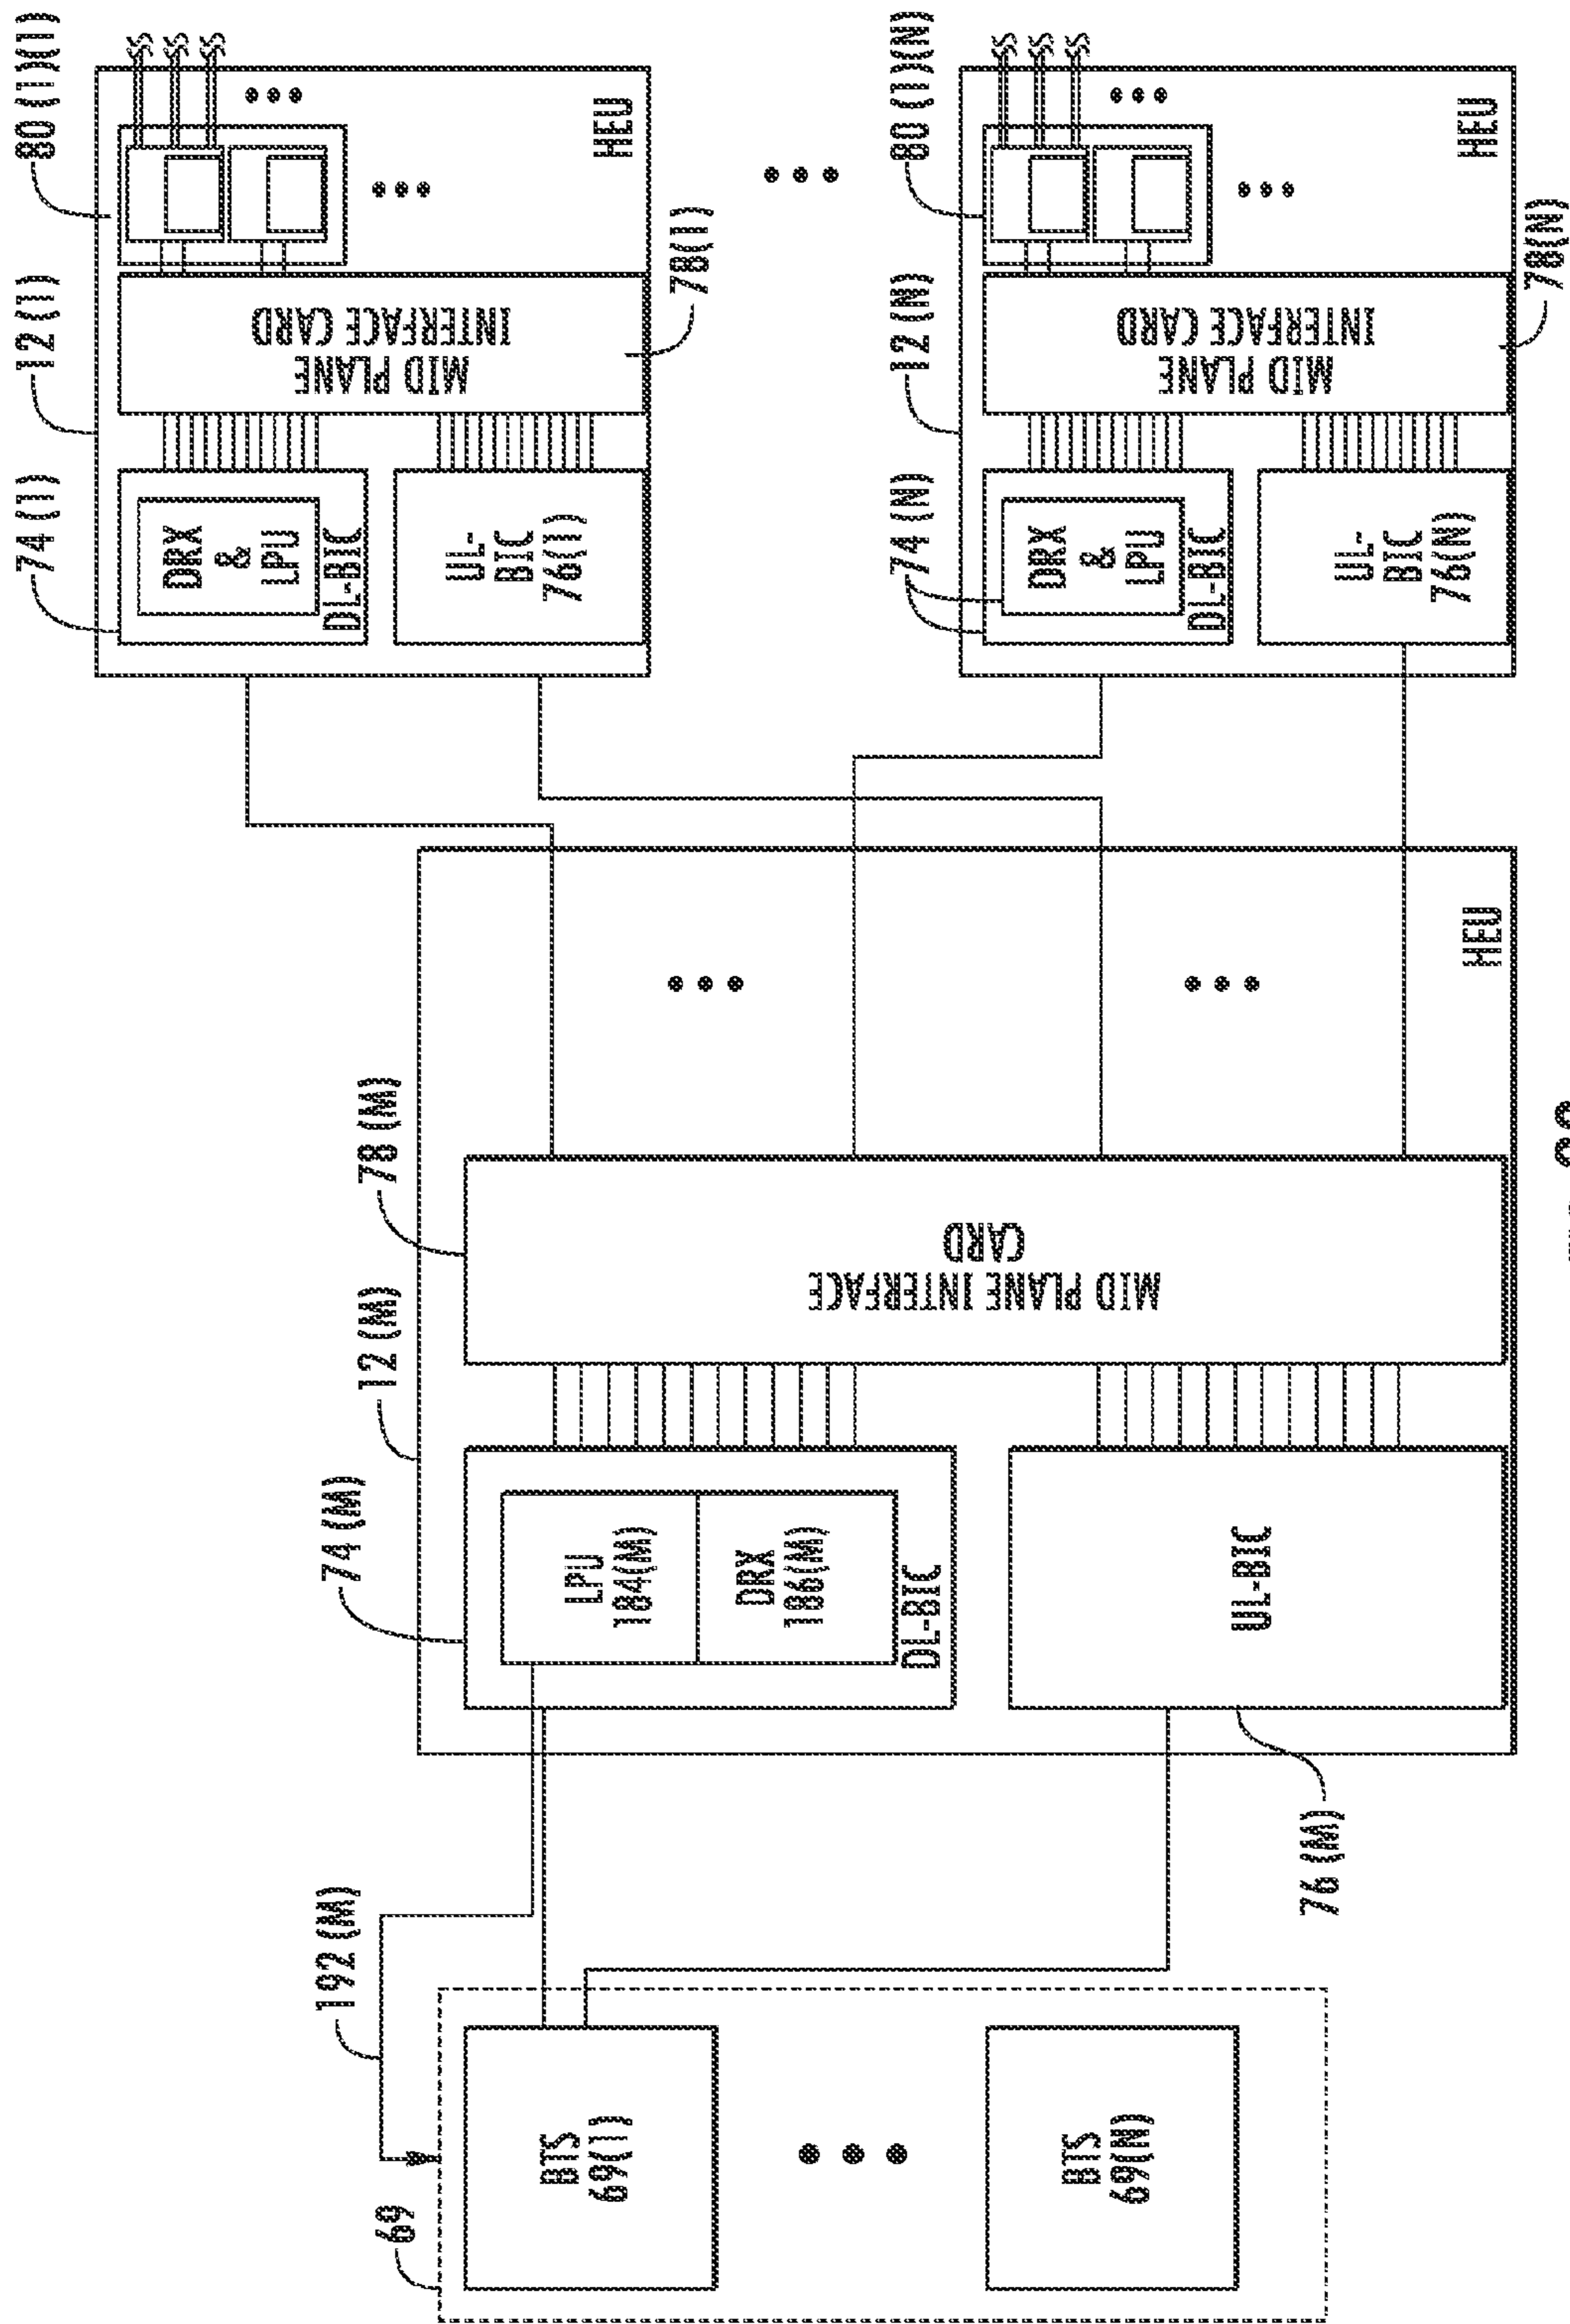 69
BTS
69(1)
BTS
69(N)
192 (M)
74 (M)
12 (M)
78 (M)
LPU
184(M)
DRX
186(M)
DL-BIC
UL-BIC
76 (M)
MID PLANE INTERFACE
CARD
HEU
74 (1)
12 (1)
80 (1)(1)
DRX
&
LPU
DL-BIC
UL-
BIC
76(1)
MID PLANE
INTERFACE CARD
78(1)
HEU
74 (N)
12 (N)
80 (1)(N)
DRX
&
LPU
DL-BIC
UL-
BIC
76(N)
MID PLANE
INTERFACE CARD
78(N)
HEU